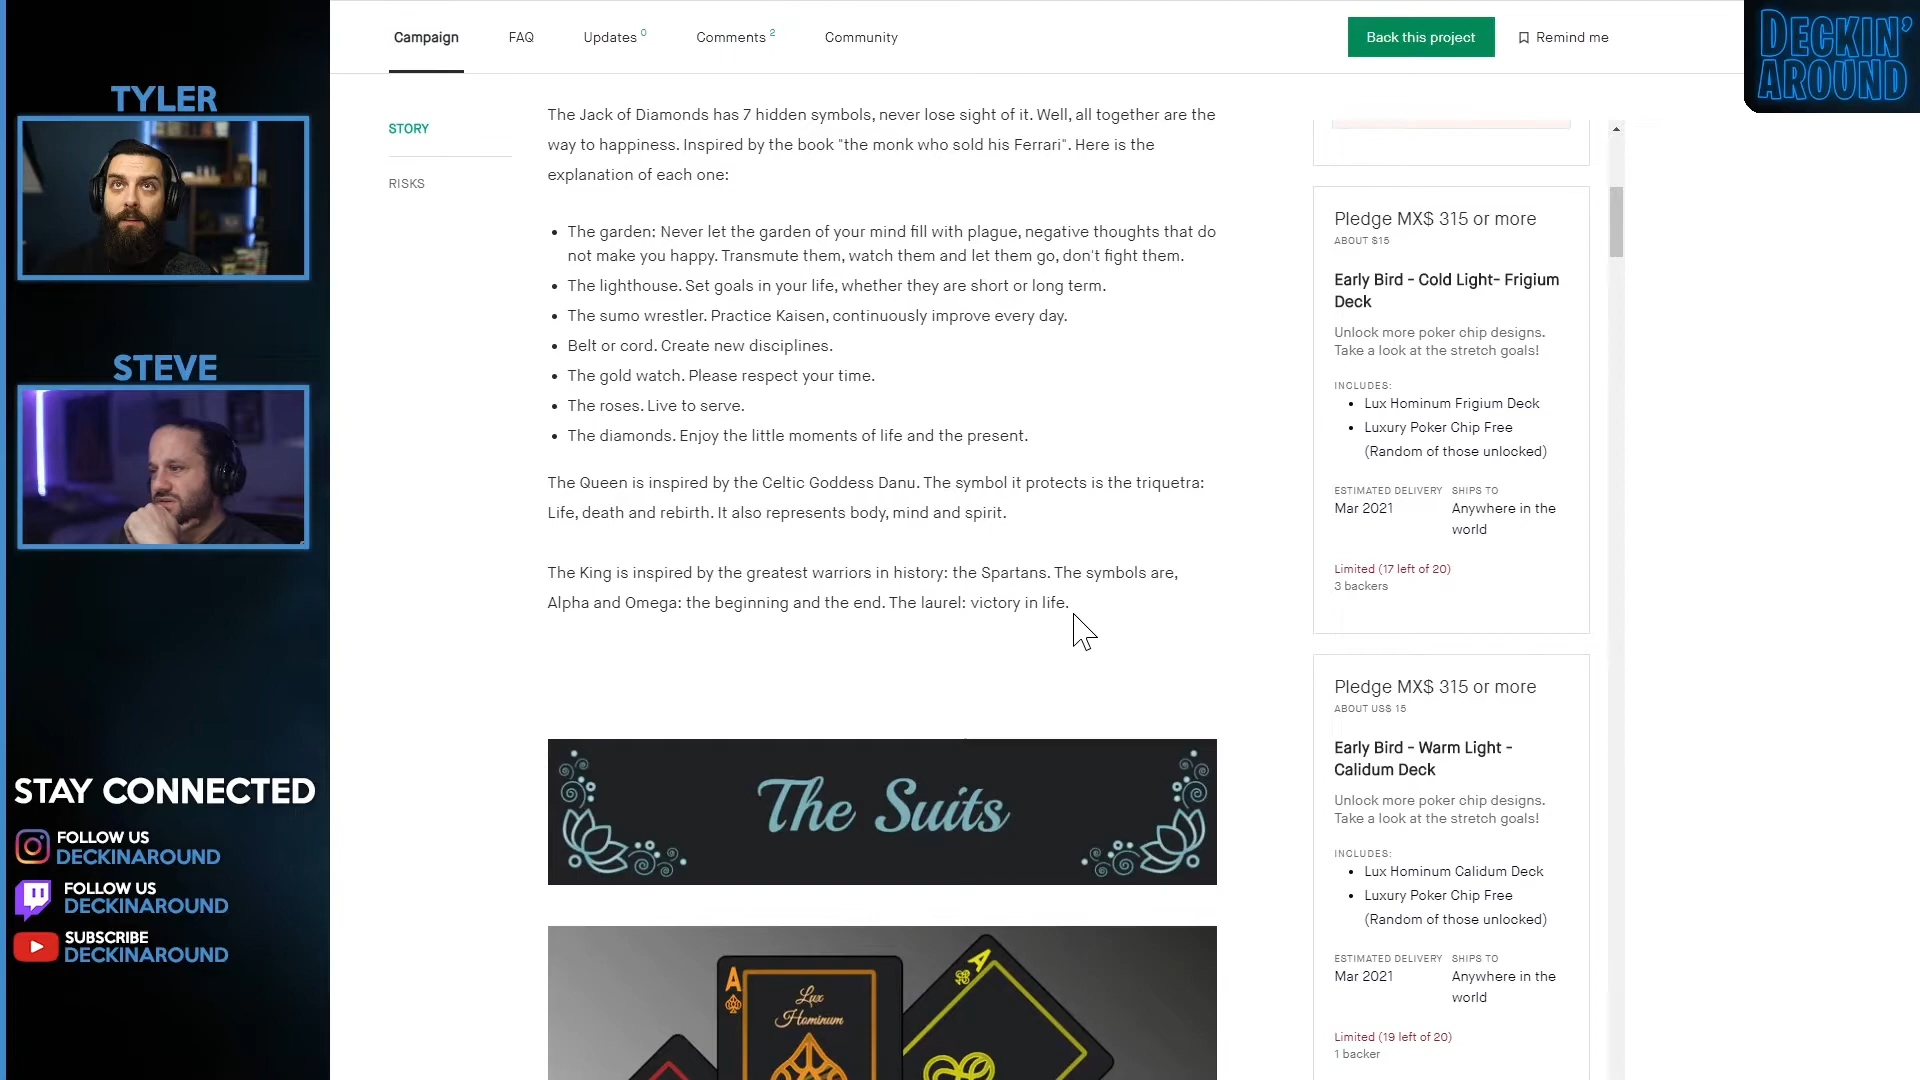 TYLER
STEVE
STAY CONNECTED
FOLLOW US
DECKINAROUND
FOLLOW US
DECKINAROUND
SUBSCRIBE
DECKINAROUND
Campaign
FAQ
Updates 0
Comments 2
Community
Back this project
Remind me
DECKIN'
AROUND
STORY
RISKS
The Jack of Diamonds has 7 hidden symbols, never lose sight of it. Well, all together are the
way to happiness. Inspired by the book "the monk who sold his Ferrari". Here is the
explanation of each one:
• The garden: Never let the garden of your mind fill with plague, negative thoughts that do
not make you happy. Transmute them, watch them and let them go, don't fight them.
• The lighthouse. Set goals in your life, whether they are short or long term.
• The sumo wrestler. Practice Kaisen, continuously improve every day.
• Belt or cord. Create new disciplines.
• The gold watch. Please respect your time.
• The roses. Live to serve.
• The diamonds. Enjoy the little moments of life and the present.
The Queen is inspired by the Celtic Goddess Danu. The symbol it protects is the triquetra:
Life, death and rebirth. It also represents body, mind and spirit.
The King is inspired by the greatest warriors in history: the Spartans. The symbols are,
Alpha and Omega: the beginning and the end. The laurel: victory in life.
The Suits
A
Lux
Hominum
A
Pledge MX$ 315 or more
ABOUT $15
Early Bird - Cold Light- Frigium
Deck
Unlock more poker chip designs.
Take a look at the stretch goals!
INCLUDES:
• Lux Hominum Frigium Deck
• Luxury Poker Chip Free
(Random of those unlocked)
ESTIMATED DELIVERY SHIPS TO
Mar 2021 Anywhere in the
world
Limited (17 left of 20)
3 backers
Pledge MX$ 315 or more
ABOUT US$ 15
Early Bird - Warm Light -
Calidum Deck
Unlock more poker chip designs.
Take a look at the stretch goals!
INCLUDES:
• Lux Hominum Calidum Deck
• Luxury Poker Chip Free
(Random of those unlocked)
ESTIMATED DELIVERY SHIPS TO
Mar 2021 Anywhere in the
world
Limited (19 left of 20)
1 backer